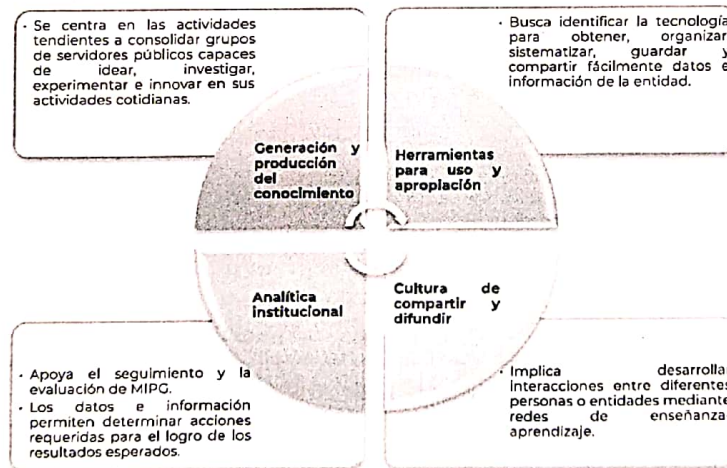 · Se centra en las actividades
tendientes a consolidar grupos
de servidores públicos capaces
de idear, investigar,
experimentar e innovar en sus
actividades cotidianas.
· Busca identificar la tecnología
para obtener, organizar
sistematizar, guardar y
compartir fácilmente datos e
información de la entidad.
Generación y
producción
del
conocimiento
Herramientas
para uso y
apropiación
Analítica
institucional
Cultura de
compartir y
difundir
· Apoya el seguimiento y la
evaluación de MIPG.
· Los datos e información
permiten determinar acciones
requeridas para el logro de los
resultados esperados.
· Implica desarrolla
interacciones entre diferentes
personas o entidades mediante
redes de enseñanza
aprendizaje.